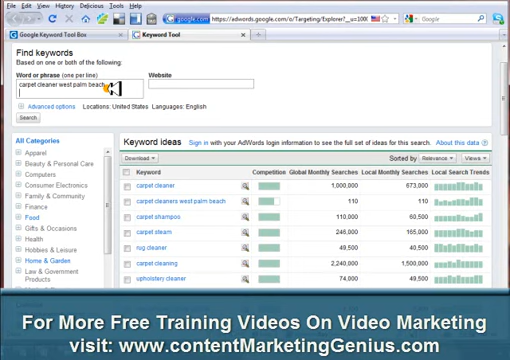 File Edit View History Delicious Tools Help
google.com https://adwords.google.com/o/Targeting/Explorer?_u=100 Google
Google Keyword Tool Box Keyword Tool
Find keywords
Based on one or both of the following:
Word or phrase (one per line) Website
carpet cleaner west palm beach
Advanced options Locations: United States Languages: English
Search
All Categories
Apparel
Beauty & Personal Care
Computers
Consumer Electronics
Family & Community
Finance
Food
Gifts & Occasions
Health
Hobbies & Leisure
Home & Garden
Law & Government
Products
Keyword ideas Sign in with your AdWords login information to see the full set of ideas for this search. About this data
Download Sorted by Relevance Views
Keyword Competition Global Monthly Searches Local Monthly Searches Local Search Trends
carpet cleaner 1,000,000 673,000
carpet cleaners west palm beach 110 110
carpet shampoo 110,000 60,500
carpet steam 246,000 165,000
rug cleaner 49,500 40,500
carpet cleaning 2,240,000 1,500,000
upholstery cleaner 74,000 49,500
For More Free Training Videos On Video Marketing
visit: www.contentMarketingGenius.com